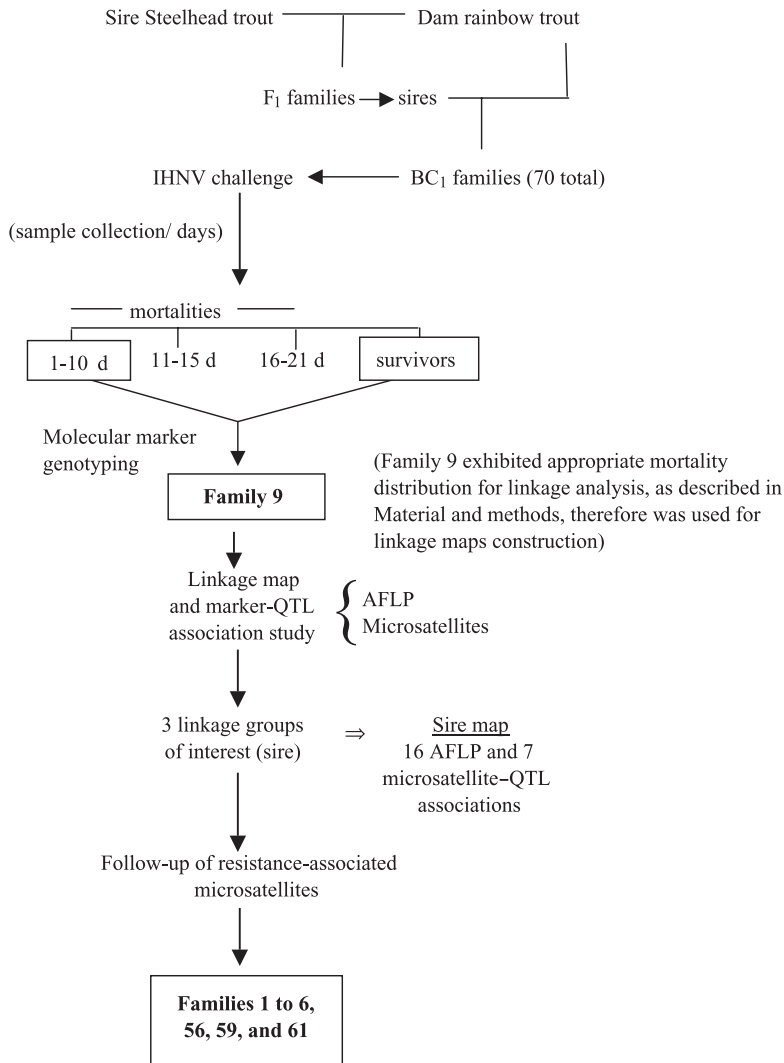 Sire Steelhead trout Dam rainbow trout
F₁ families sires
IHNV challenge BC₁ families (70 total)
(sample collection/ days)
mortalities
1-10 d 11-15 d 16-21 d survivors
Molecular marker
genotyping
Family 9
(Family 9 exhibited appropriate mortality
distribution for linkage analysis, as described in
Material and methods, therefore was used for
linkage maps construction)
Linkage map
and marker-QTL
association study
{ AFLP
Microsatellites
3 linkage groups
of interest (sire)
⇒
Sire map
16 AFLP and 7
microsatellite–QTL
associations
Follow-up of resistance-associated
microsatellites
Families 1 to 6,
56, 59, and 61